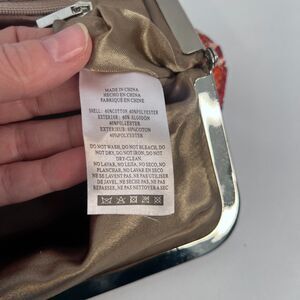 MADE IN CHINA
HECHO EN CHINA
FABRIQUÉ EN CHINE
SHELL: 60%COTTON 40%POLYESTER
EXTERIOR: 60% ALGODON
40%POLYESTER
EXTERIEUR: 60%COTON
40%POLYESTER
DO NOT WASH, DO NOT BLEACH, DO
NOT IRON, DO NOT DRY, DO NOT
DRY-CLEAN.
NO LAVAR, NO LEJIA, NO SECO, NO
PLANCHAR, NO LAVAR EN SECO.
NE PAS LAVER, NE PAS UTILISER
DE JAVEL, NE PAS SÉCHER, NE PAS
REPASSER, NE PAS NETTOYER A SEC